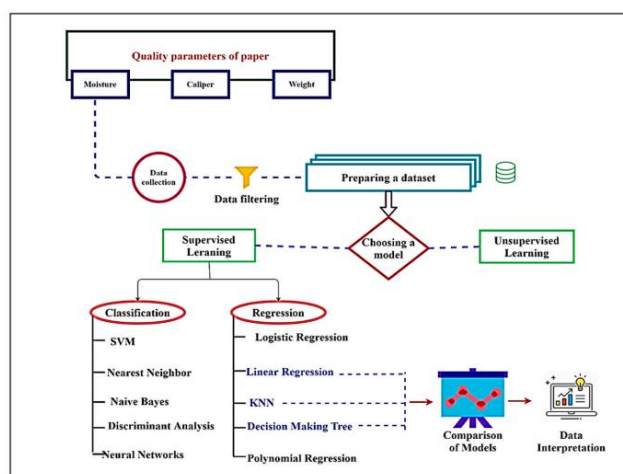 Quality parameters of paper
Moisture
Caliper
Weight
Data
collection
Data filtering
Preparing a dataset
Choosing a
model
Supervised
Leraning
Unsupervised
Learning
Classification
Regression
SVM
Nearest Neighbor
Naive Bayes
Discriminant Analysis
Neural Networks
Logistic Regression
Linear Regression
KNN
Decision Making Tree
Polynomial Regression
Comparison
of Models
Data
Interpretation